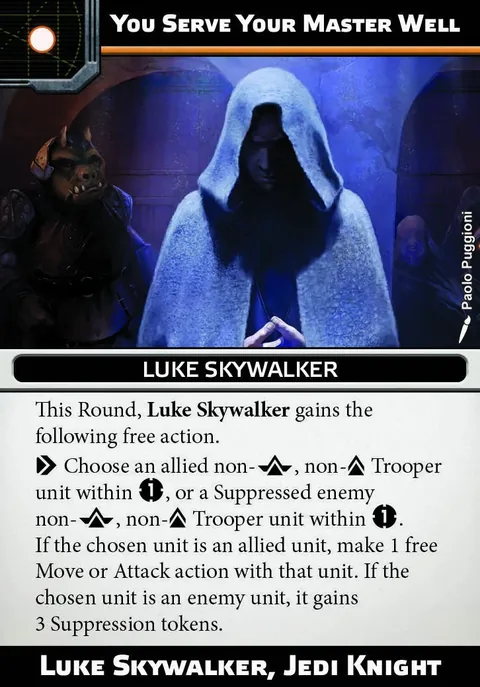 You Serve Your Master Well
Paolo Puggioni
LUKE SKYWALKER
This Round, Luke Skywalker gains the
following free action.
Choose an allied non- , non- Trooper
unit within 1, or a Suppressed enemy
non- , non- Trooper unit within 1.
If the chosen unit is an allied unit, make 1 free
Move or Attack action with that unit. If the
chosen unit is an enemy unit, it gains
3 Suppression tokens.
Luke Skywalker, Jedi Knight